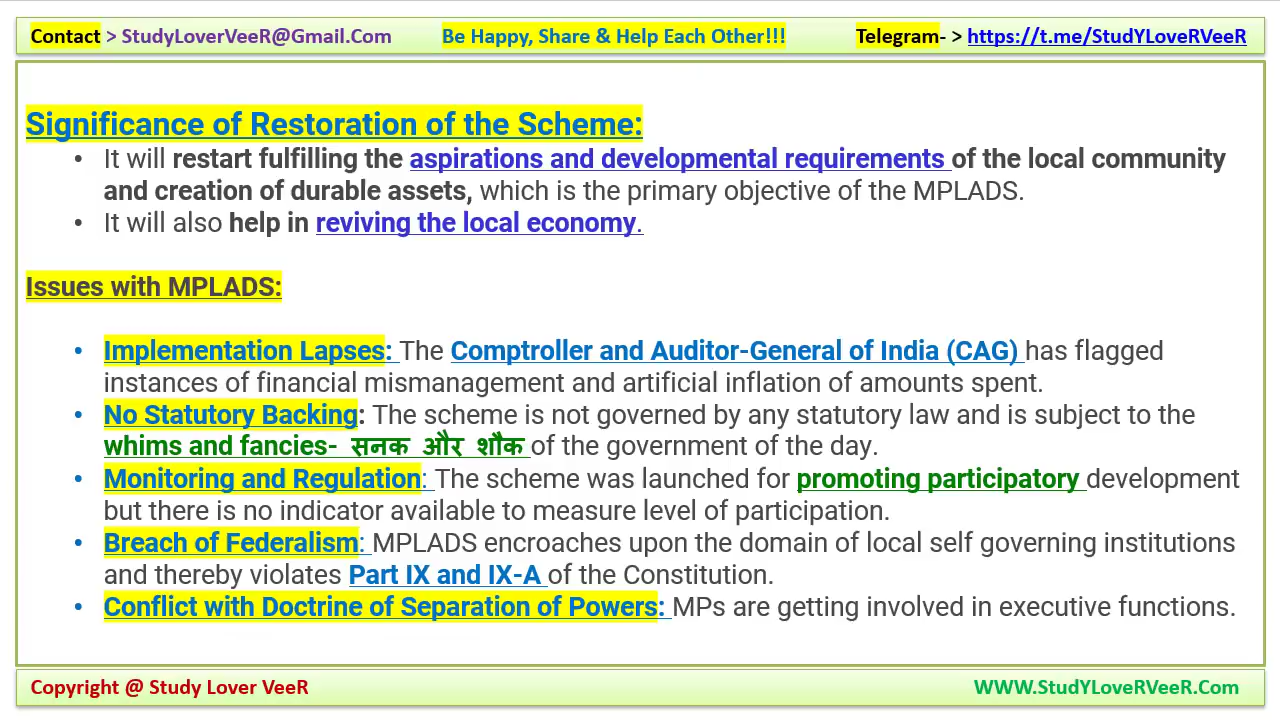 Contact > StudyLoverVeeR@Gmail.Com Be Happy, Share & Help Each Other!!! Telegram- > https://t.me/StudYLoveRVeeR
Significance of Restoration of the Scheme:
• It will restart fulfilling the aspirations and developmental requirements of the local community
and creation of durable assets, which is the primary objective of the MPLADS.
• It will also help in reviving the local economy.
Issues with MPLADS:
• Implementation Lapses: The Comptroller and Auditor-General of India (CAG) has flagged
instances of financial mismanagement and artificial inflation of amounts spent.
• No Statutory Backing: The scheme is not governed by any statutory law and is subject to the
whims and fancies- सनक और शौक of the government of the day.
• Monitoring and Regulation: The scheme was launched for promoting participatory development
but there is no indicator available to measure level of participation.
• Breach of Federalism: MPLADS encroaches upon the domain of local self governing institutions
and thereby violates Part IX and IX-A of the Constitution.
• Conflict with Doctrine of Separation of Powers: MPs are getting involved in executive functions.
Copyright @ Study Lover VeeR WWW.StudYLoveRVeeR.Com